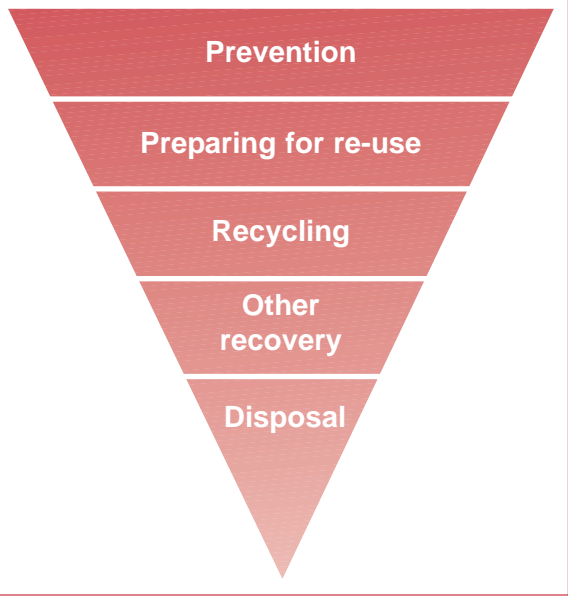 Prevention
Preparing for re-use
Recycling
Other
recovery
Disposal